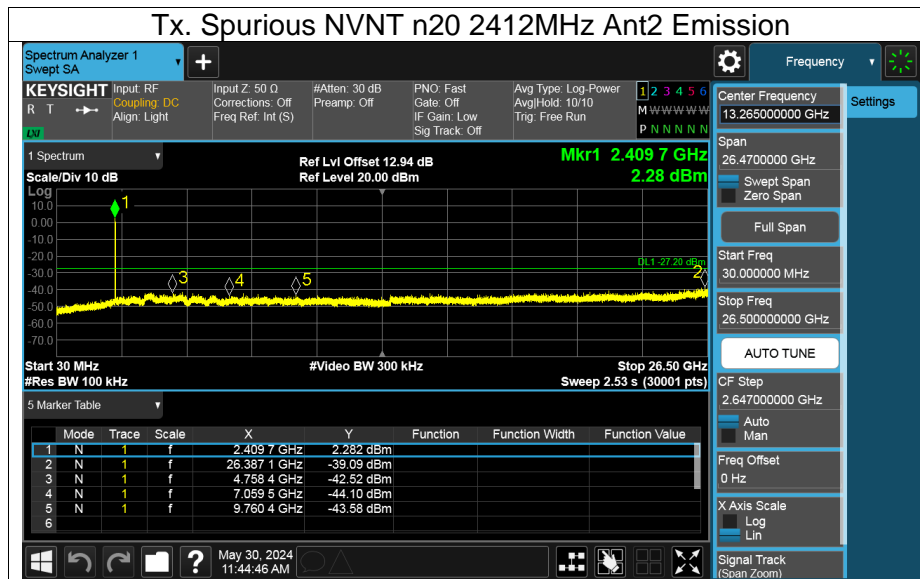 Tx. Spurious NVNT n20 2412MHz Ant2 Emission
Spectrum Analyzer 1
Swept SA
+
Frequency
KEYSIGHT
R T
LXI
Input: RF
Coupling: DC
Align: Light
Input Z: 50 Ω
Corrections: Off
Freq Ref: Int (S)
#Atten: 30 dB
Preamp: Off
PNO: Fast
Gate: Off
IF Gain: Low
Sig Track: Off
Avg Type: Log-Power
Avg|Hold: 10/10
Trig: Free Run
1 2 3 4 5 6
M W W W W W
P N N N N N
1 Spectrum
Scale/Div 10 dB
Ref Lvl Offset 12.94 dB
Ref Level 20.00 dBm
Mkr1 2.409 7 GHz
2.28 dBm
Log
10.0
0.00
-10.0
-20.0
-30.0
-40.0
-50.0
-60.0
-70.0
1
3
4
5
2
DL1 -27.20 dBm
Start 30 MHz
#Res BW 100 kHz
#Video BW 300 kHz
Stop 26.50 GHz
Sweep 2.53 s (30001 pts)
5 Marker Table
Mode Trace Scale X Y Function Function Width Function Value
1 N 1 f 2.409 7 GHz 2.282 dBm
2 N 1 f 26.387 1 GHz -39.09 dBm
3 N 1 f 4.758 4 GHz -42.52 dBm
4 N 1 f 7.059 5 GHz -44.10 dBm
5 N 1 f 9.760 4 GHz -43.58 dBm
6
?
May 30, 2024
11:44:46 AM
Center Frequency
13.265000000 GHz
Span
26.4700000 GHz
Swept Span
Zero Span
Full Span
Start Freq
30.000000 MHz
Stop Freq
26.500000000 GHz
AUTO TUNE
CF Step
2.647000000 GHz
Auto
Man
Freq Offset
0 Hz
X Axis Scale
Log
Lin
Signal Track
(Span Zoom)
Settings